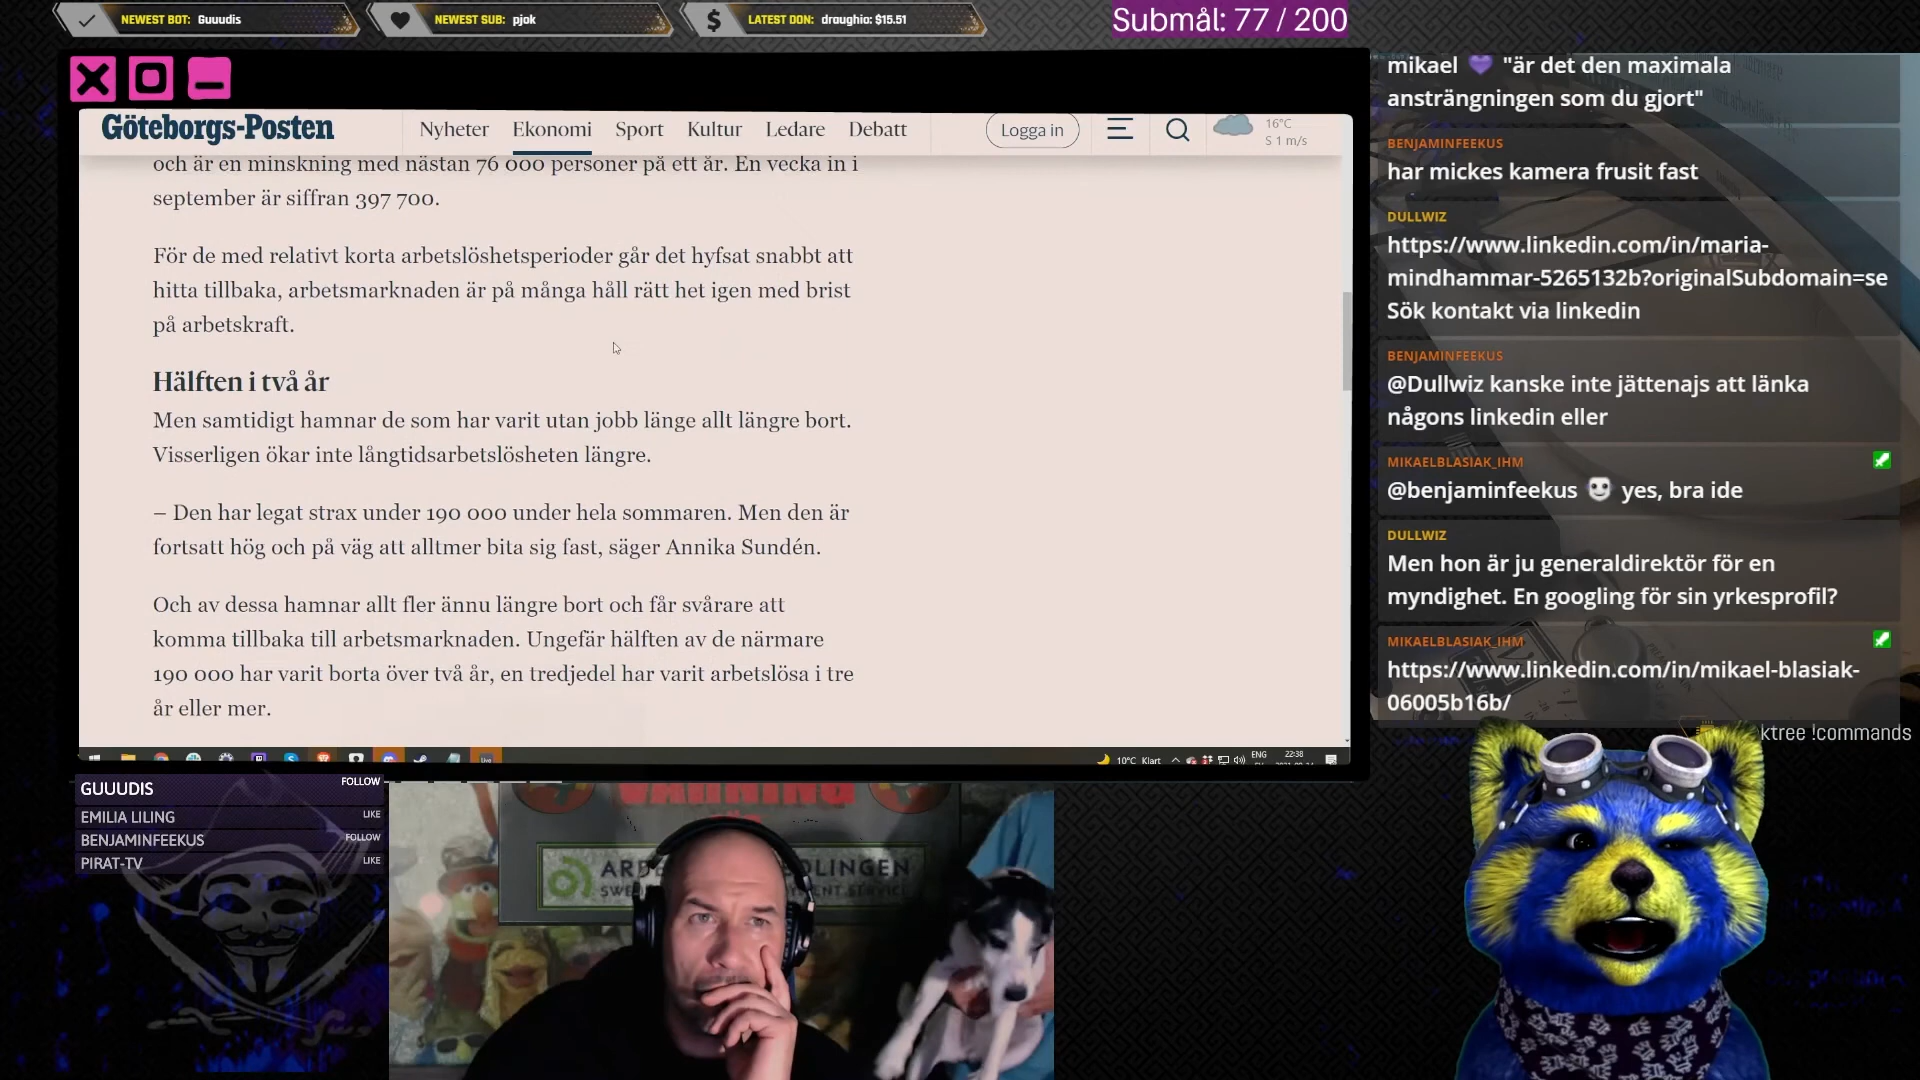 NEWEST BOT: Guuudis
NEWEST SUB: pjok
LATEST DON: draughio: $15.51
Submål: 77 / 200
Göteborgs-Posten
Nyheter Ekonomi Sport Kultur Ledare Debatt
Logga in
16°C
S 1 m/s
och är en minskning med nästan 76 000 personer på ett år. En vecka in i
september är siffran 397 700.
För de med relativt korta arbetslöshetsperioder går det hyfsat snabbt att
hitta tillbaka, arbetsmarknaden är på många håll rätt het igen med brist
på arbetskraft.
Hälften i två år
Men samtidigt hamnar de som har varit utan jobb länge allt längre bort.
Visserligen ökar inte långtidsarbetslösheten längre.
– Den har legat strax under 190 000 under hela sommaren. Men den är
fortsatt hög och på väg att alltmer bita sig fast, säger Annika Sundén.
Och av dessa hamnar allt fler ännu längre bort och får svårare att
komma tillbaka till arbetsmarknaden. Ungefär hälften av de närmare
190 000 har varit borta över två år, en tredjedel har varit arbetslösa i tre
år eller mer.
10°C Klart
ENG
22:38
mikael 💜 "är det den maximala
ansträngningen som du gjort"
BENJAMINFEEKUS
har mickes kamera frusit fast
DULLWIZ
https://www.linkedin.com/in/maria-
mindhammar-5265132b?originalSubdomain=se
Sök kontakt via linkedin
BENJAMINFEEKUS
@Dullwiz kanske inte jättenajs att länka
någons linkedin eller
MIKAELBLASIAK_IHM
@benjaminfeekus yes, bra ide
DULLWIZ
Men hon är ju generaldirektör för en
myndighet. En googling för sin yrkesprofil?
MIKAELBLASIAK_IHM
https://www.linkedin.com/in/mikael-blasiak-
06005b16b/
ktree !commands
GUUUDIS FOLLOW
EMILIA LILING LIKE
BENJAMINFEEKUS FOLLOW
PIRAT-TV LIKE
VARNING